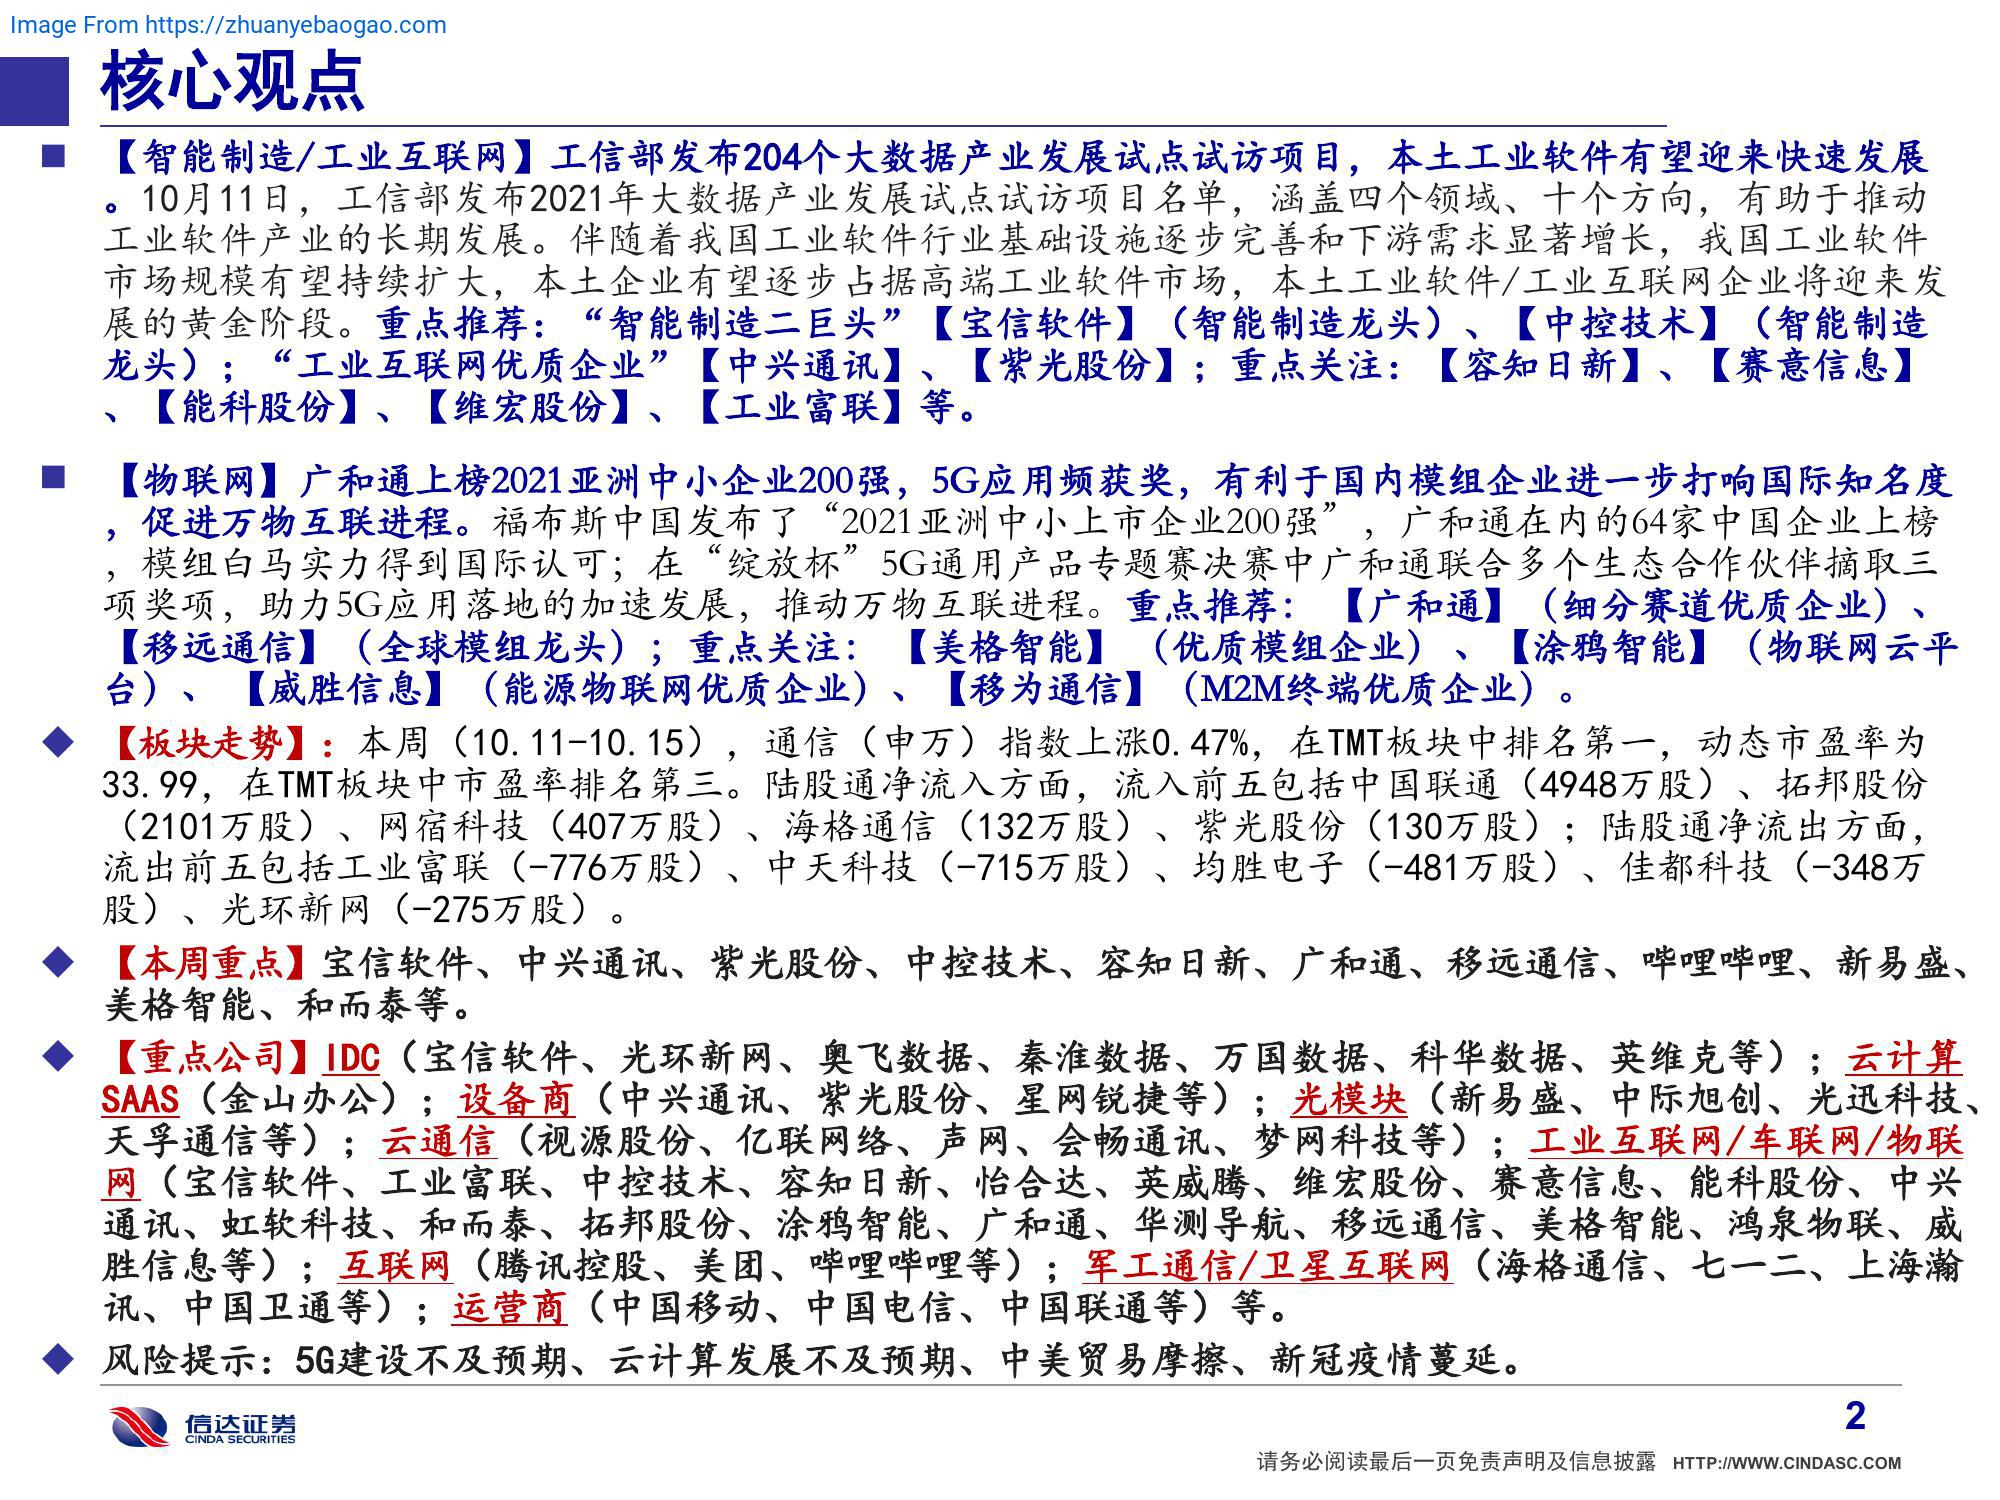 Image From https://zhuanyebaogao.com
核心观点
【智能制造/工业互联网】工信部发布204个大数据产业发展试点试访项目，本土工业软件有望迎来快速发展
。10月11日，工信部发布2021年大数据产业发展试点试访项目名单，涵盖四个领域、十个方向，有助于推动
工业软件产业的长期发展。伴随着我国工业软件行业基础设施逐步完善和下游需求显著增长，我国工业软件
市场规模有望持续扩大，本土企业有望逐步占据高端工业软件市场，本土工业软件/工业互联网企业将迎来发
展的黄金阶段。重点推荐：“智能制造二巨头”【宝信软件】（智能制造龙头）、【中控技术】（智能制造
龙头）；“工业互联网优质企业”【中兴通讯】、【紫光股份】；重点关注：【容知日新】、【赛意信息】
、【能科股份】、【维宏股份】、【工业富联】等。
【物联网】广和通上榜2021亚洲中小企业200强，5G应用频获奖，有利于国内模组企业进一步打响国际知名度
，促进万物互联进程。福布斯中国发布了“2021亚洲中小上市企业200强”，广和通在内的64家中国企业上榜
，模组白马实力得到国际认可；在“绽放杯”5G通用产品专题赛决赛中广和通联合多个生态合作伙伴摘取三
项奖项，助力5G应用落地的加速发展，推动万物互联进程。重点推荐：【广和通】（细分赛道优质企业）、
【移远通信】（全球模组龙头）；重点关注：【美格智能】（优质模组企业）、【涂鸦智能】（物联网云平
台）、【威胜信息】（能源物联网优质企业）、【移为通信】（M2M终端优质企业）。
【板块走势】：本周（10.11-10.15），通信（申万）指数上涨0.47%，在TMT板块中排名第一，动态市盈率为
33.99，在TMT板块中市盈率排名第三。陆股通净流入方面，流入前五包括中国联通（4948万股）、拓邦股份
（2101万股）、网宿科技（407万股）、海格通信（132万股）、紫光股份（130万股）；陆股通净流出方面，
流出前五包括工业富联（-776万股）、中天科技（-715万股）、均胜电子（-481万股）、佳都科技（-348万
股）、光环新网（-275万股）。
【本周重点】宝信软件、中兴通讯、紫光股份、中控技术、容知日新、广和通、移远通信、哔哩哔哩、新易盛、
美格智能、和而泰等。
【重点公司】IDC（宝信软件、光环新网、奥飞数据、秦淮数据、万国数据、科华数据、英维克等）；云计算
SAAS（金山办公）；设备商（中兴通讯、紫光股份、星网锐捷等）；光模块（新易盛、中际旭创、光迅科技、
天孚通信等）；云通信（视源股份、亿联网络、声网、会畅通讯、梦网科技等）；工业互联网/车联网/物联
网（宝信软件、工业富联、中控技术、容知日新、怡合达、英威腾、维宏股份、赛意信息、能科股份、中兴
通讯、虹软科技、和而泰、拓邦股份、涂鸦智能、广和通、华测导航、移远通信、美格智能、鸿泉物联、威
胜信息等）；互联网（腾讯控股、美团、哔哩哔哩等）；军工通信/卫星互联网（海格通信、七一二、上海瀚
讯、中国卫通等）；运营商（中国移动、中国电信、中国联通等）等。
风险提示：5G建设不及预期、云计算发展不及预期、中美贸易摩擦、新冠疫情蔓延。
信达证券
CINDA SECURITIES
2
请务必阅读最后一页免责声明及信息披露 HTTP://WWW.CINDASC.COM